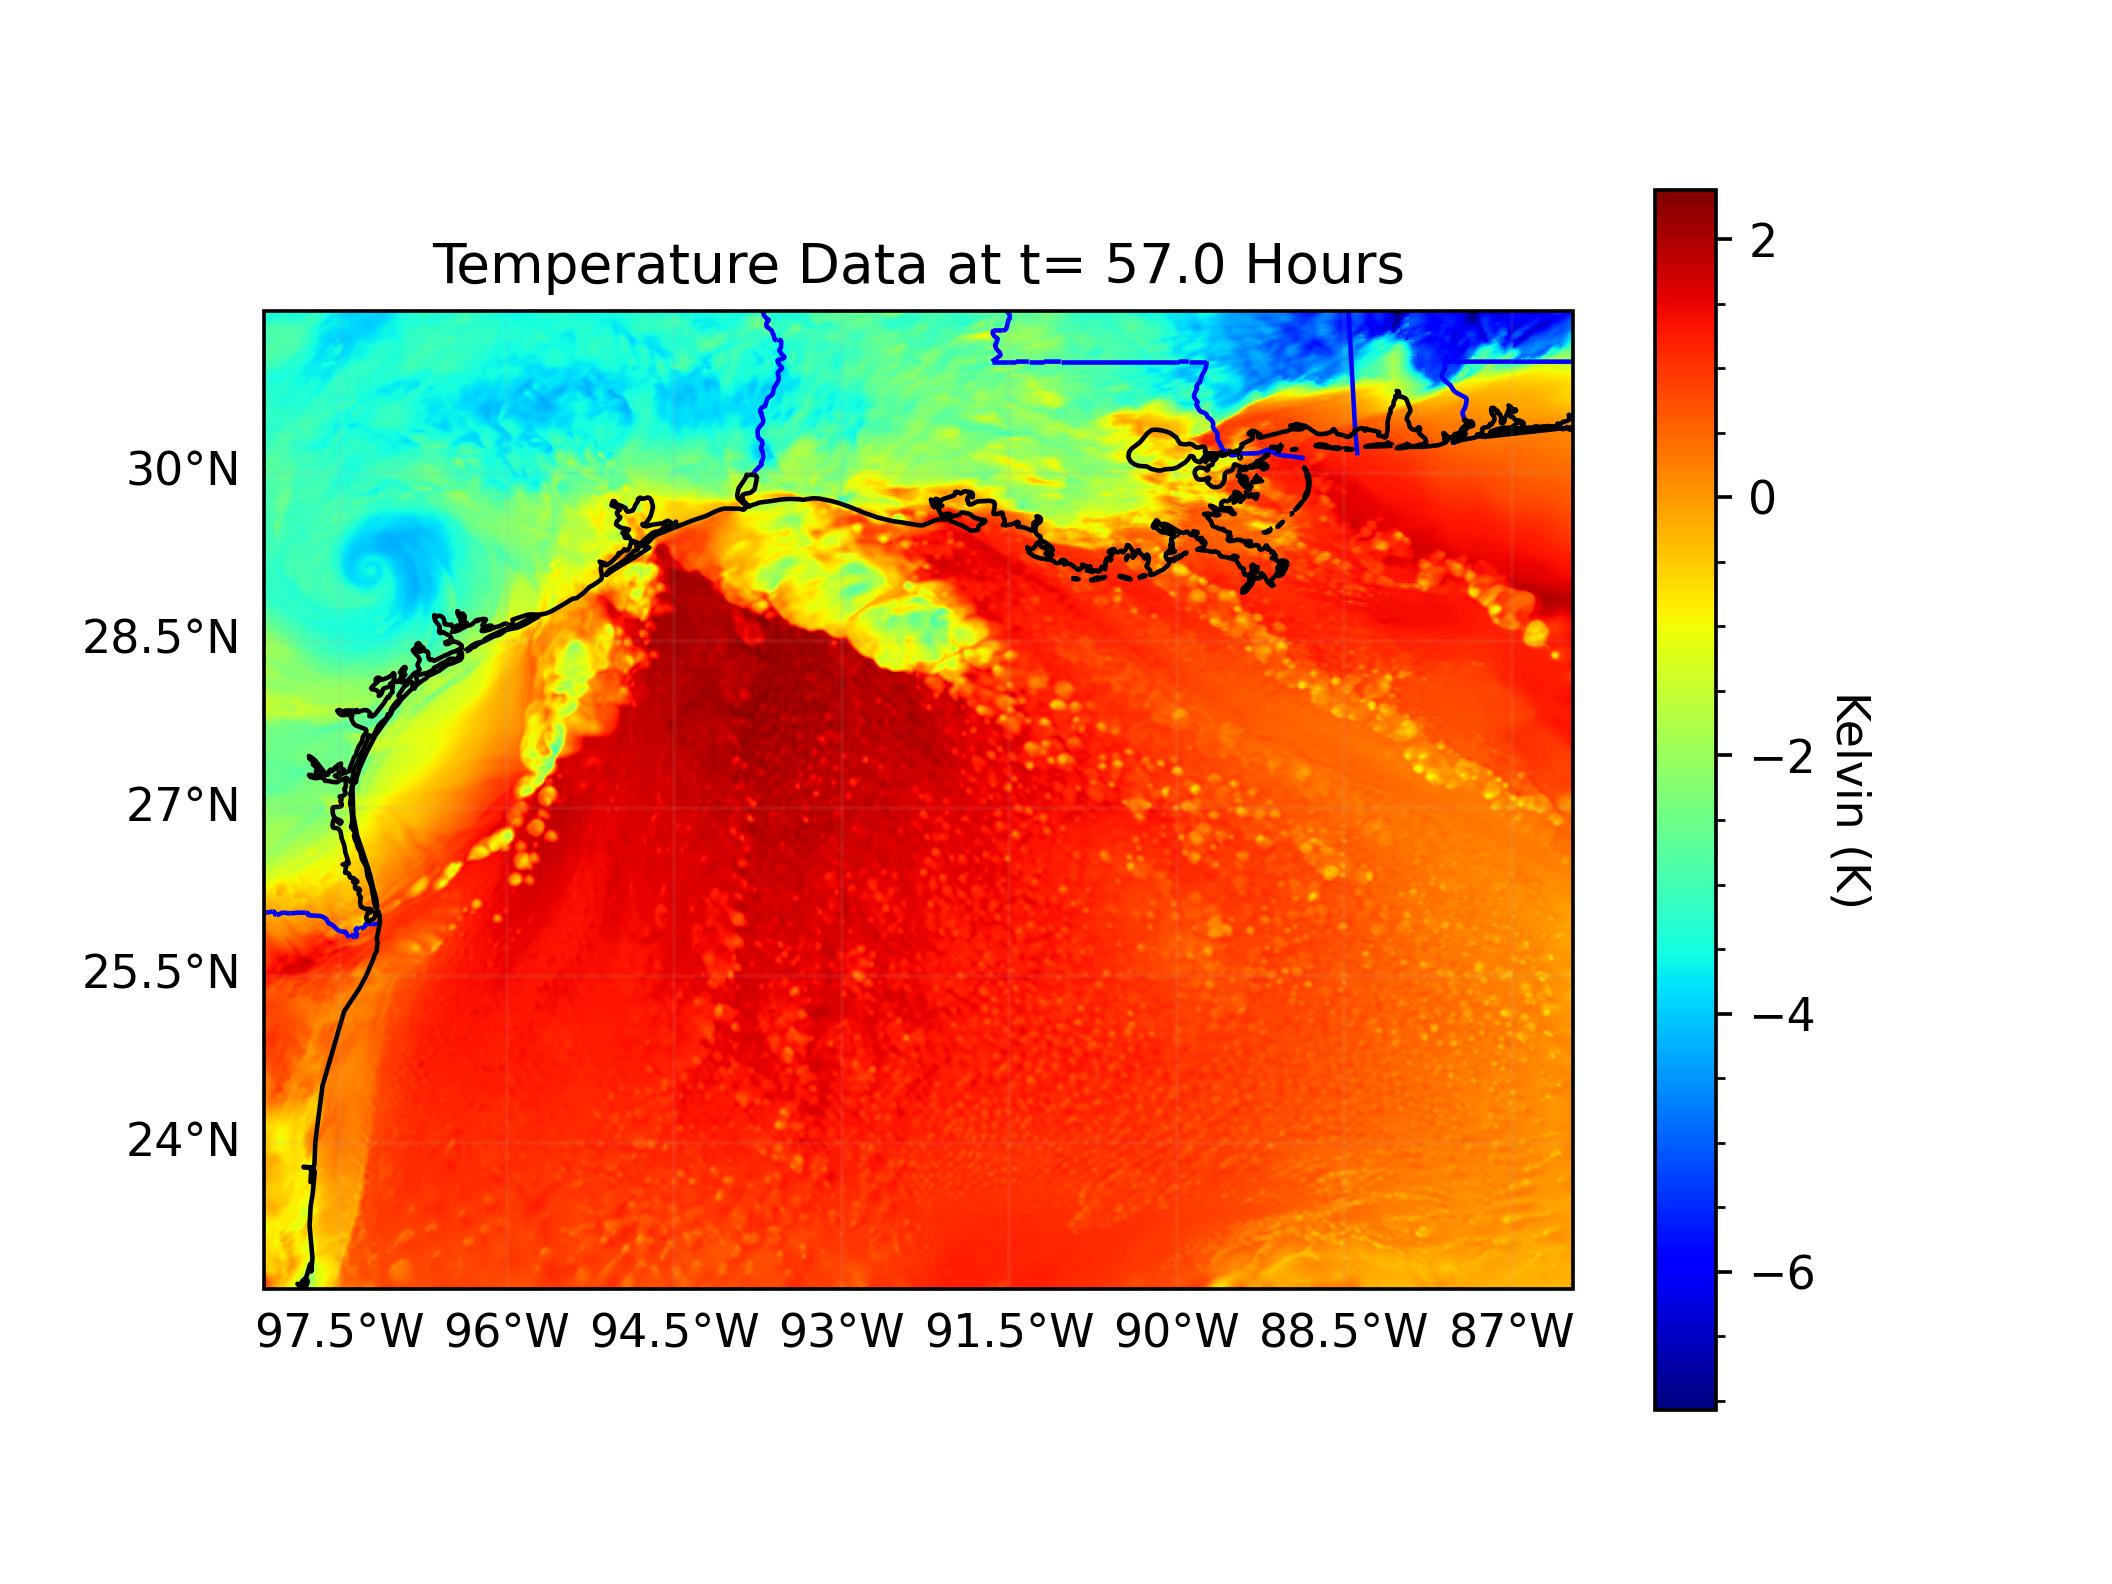 Temperature Data at t= 57.0 Hours
30°N
28.5°N
27°N
25.5°N
24°N
97.5°W 96°W 94.5°W 93°W 91.5°W 90°W 88.5°W 87°W
2
0
−2
−4
−6
Kelvin (K)